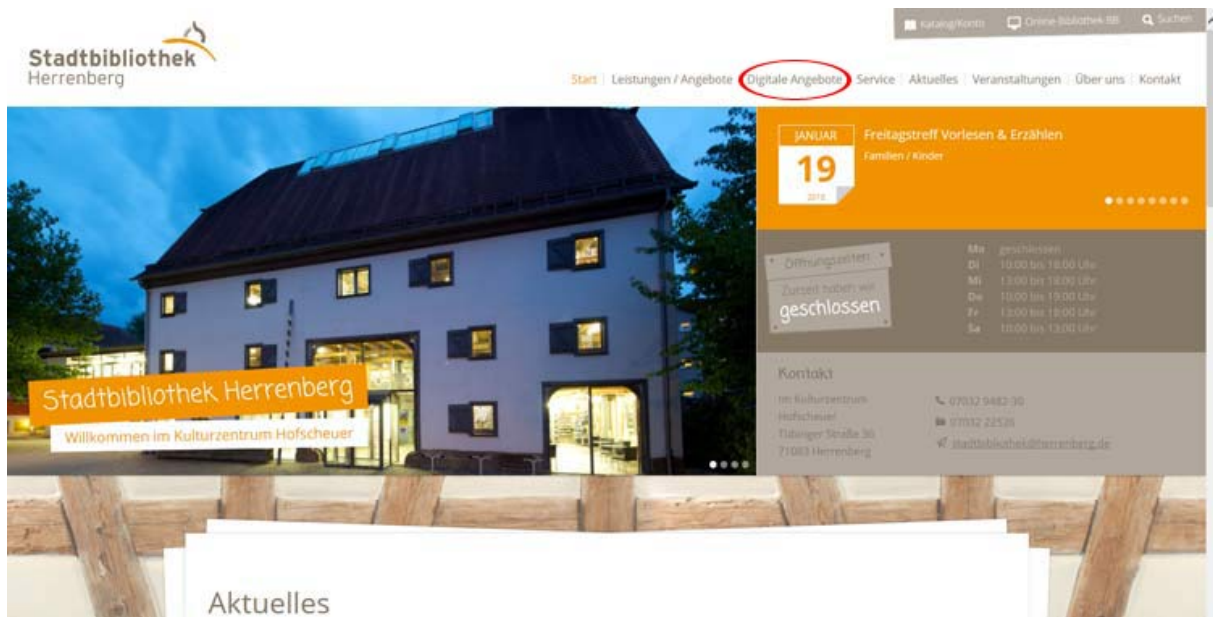 Katalog/Konto Online-Bibliothek BB Suchen
Stadtbibliothek
Herrenberg
Start | Leistungen / Angebote | Digitale Angebote | Service | Aktuelles | Veranstaltungen | Über uns | Kontakt
JANUAR
19
2018
Freitagstreff Vorlesen & Erzählen
Familien / Kinder
Öffnungszeiten
Zurzeit haben wir
geschlossen
Mo geschlossen
Di 10:00 bis 18:00 Uhr
Mi 13:00 bis 18:00 Uhr
Do 10:00 bis 19:00 Uhr
Fr 13:00 bis 18:00 Uhr
Sa 10:00 bis 13:00 Uhr
Stadtbibliothek Herrenberg
Willkommen im Kulturzentrum Hofscheuer
Kontakt
Im Kulturzentrum
Hofscheuer
Tübinger Straße 36
71083 Herrenberg
07032 9482-30
07032 22526
stadtbibliothek@herrenberg.de
Aktuelles